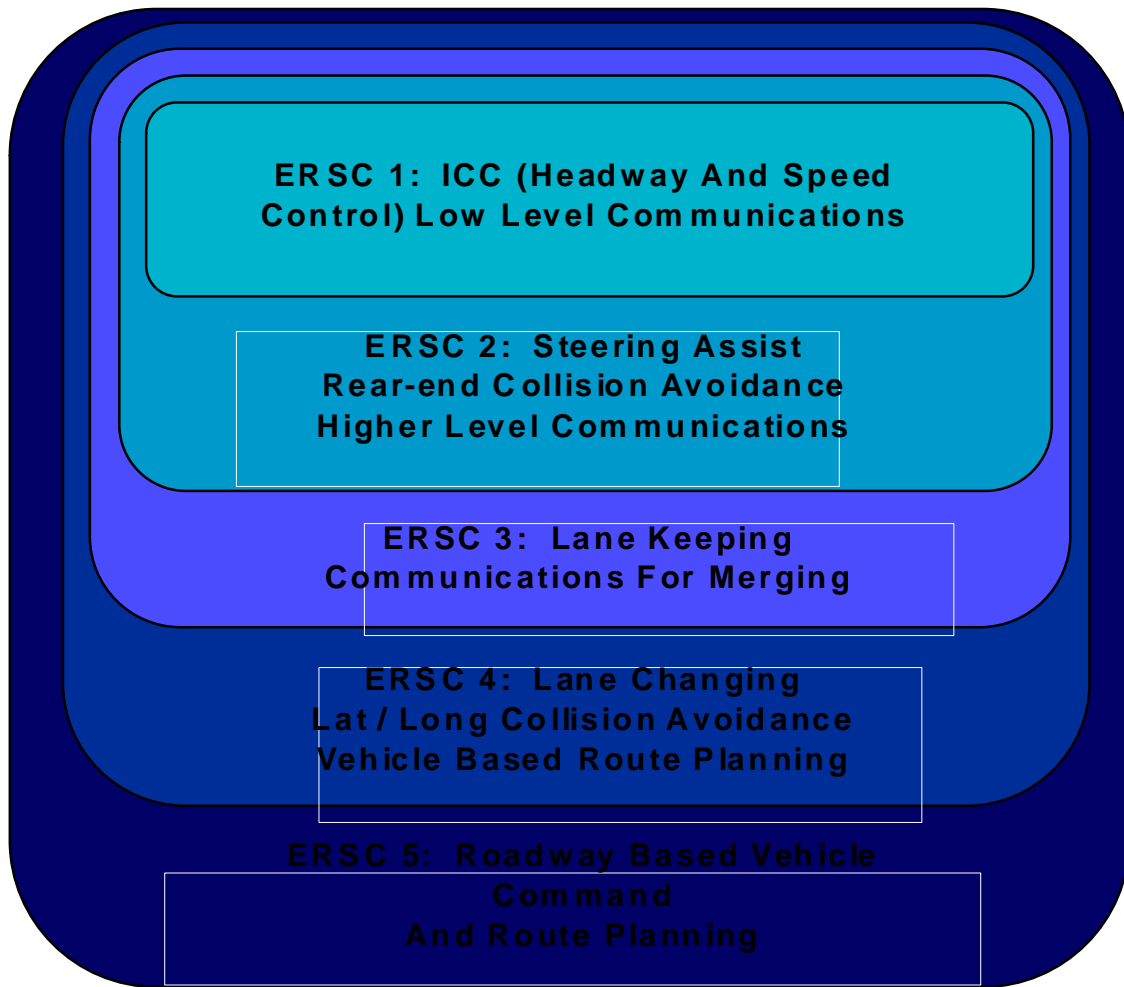 ERSC 1: ICC (Headway And Speed
Control) Low Level Communications
ERSC 2: Steering Assist
Rear-end Collision Avoidance
Higher Level Communications
ERSC 3: Lane Keeping
Communications For Merging
ERSC 4: Lane Changing
Lat / Long Collision Avoidance
Vehicle Based Route Planning
ERSC 5: Roadway Based Vehicle
Command
And Route Planning